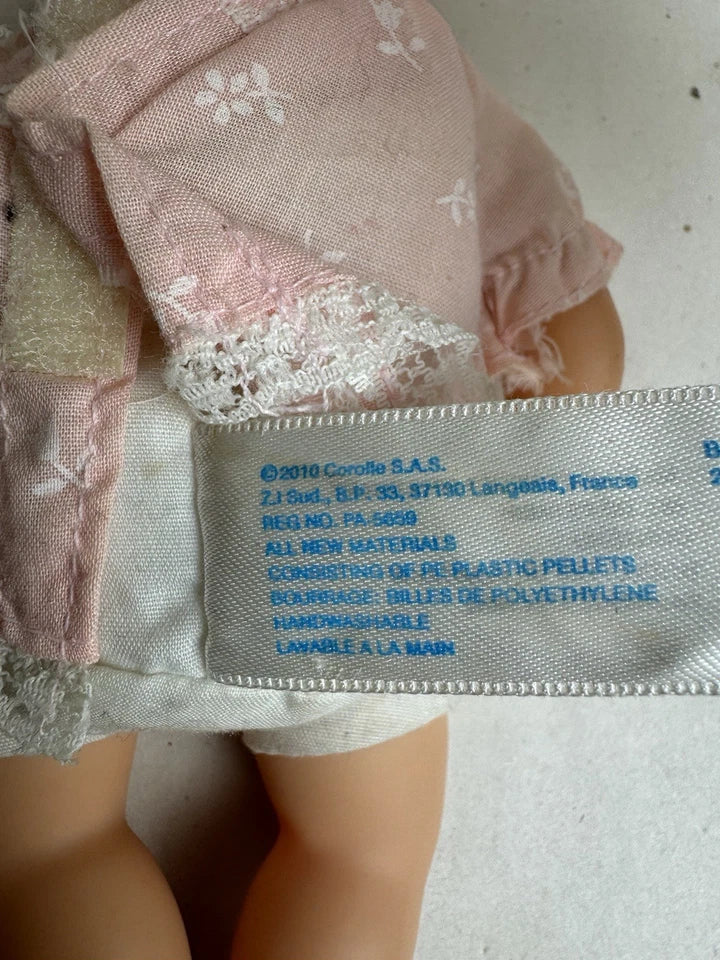 ©2010 Corolle S.A.S.
Z.I Sud., B.P. 33, 37130 Langeais, France
REG NO. PA-5659
ALL NEW MATERIALS
CONSISTING OF PE PLASTIC PELLETS
BOURRAGE: BILLES DE POLYETHYLENE
HANDWASHABLE
LAVABLE A LA MAIN
B
2